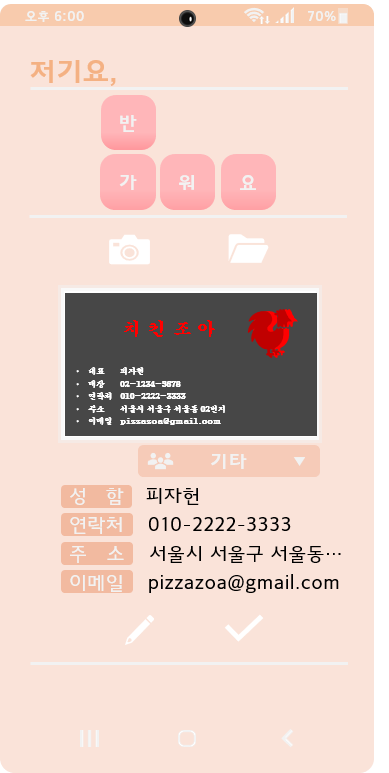 오후 6:00 70%
저기요,
반
가 워 요
치킨 조아
• 대표 피자헌
• 매장 02-1234-5678
• 연락처 010-2222-3333
• 주소 서울시 서울구 서울동 02번지
• 이메일 pizzazoa@gmail.com
기타
성 함 피자헌
연락처 010-2222-3333
주 소 서울시 서울구 서울동…
이메일 pizzazoa@gmail.com